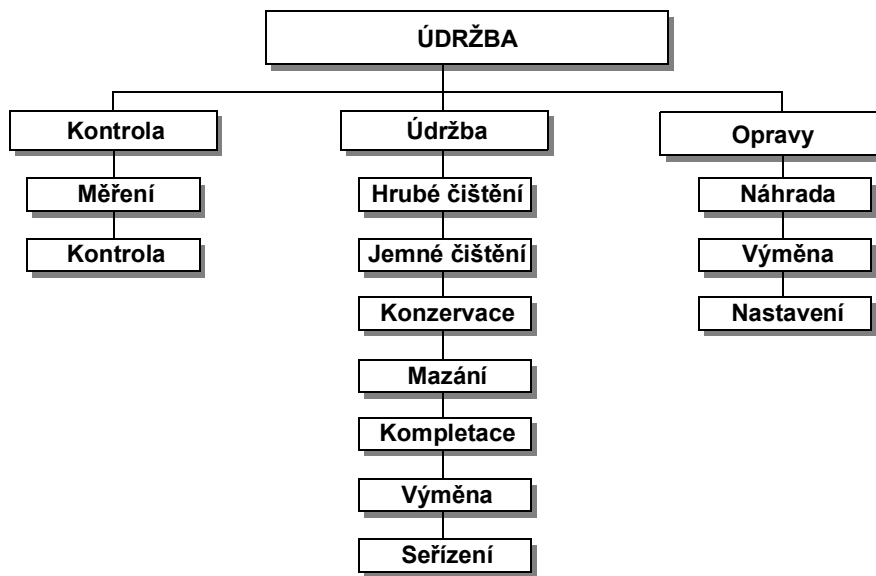 ÚDRŽBA
Kontrola
Údržba
Opravy
Měření
Hrubé čištění
Náhrada
Kontrola
Jemné čištění
Výměna
Konzervace
Nastavení
Mazání
Kompletace
Výměna
Seřízení